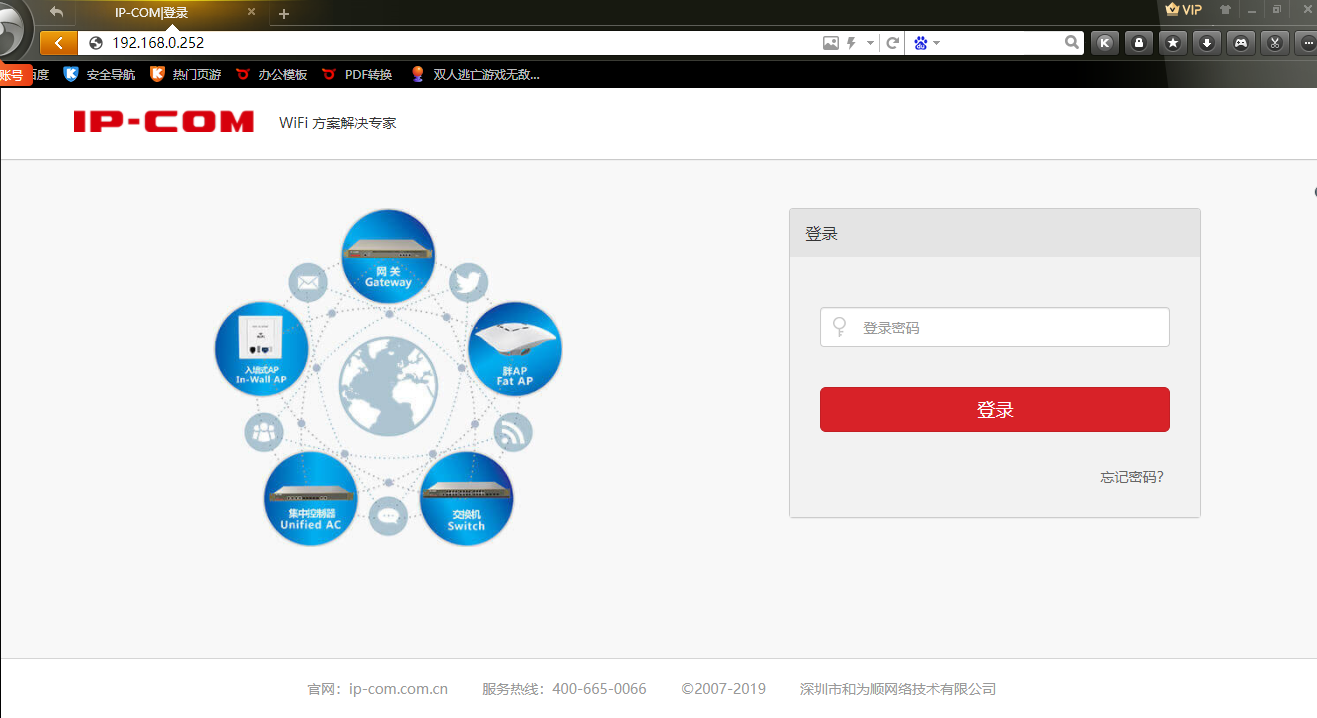 IP-COM|登录
VIP
192.168.0.252
账号 百度 安全导航 热门页游 办公模板 PDF转换 双人逃亡游戏无敌...
IP-COM WiFi 方案解决专家
网关
Gateway
入墙式AP
In-Wall AP
胖AP
Fat AP
集中控制器
Unified AC
交换机
Switch
登录
登录密码
登录
忘记密码?
官网：ip-com.com.cn 服务热线：400-665-0066 ©2007-2019 深圳市和为顺网络技术有限公司